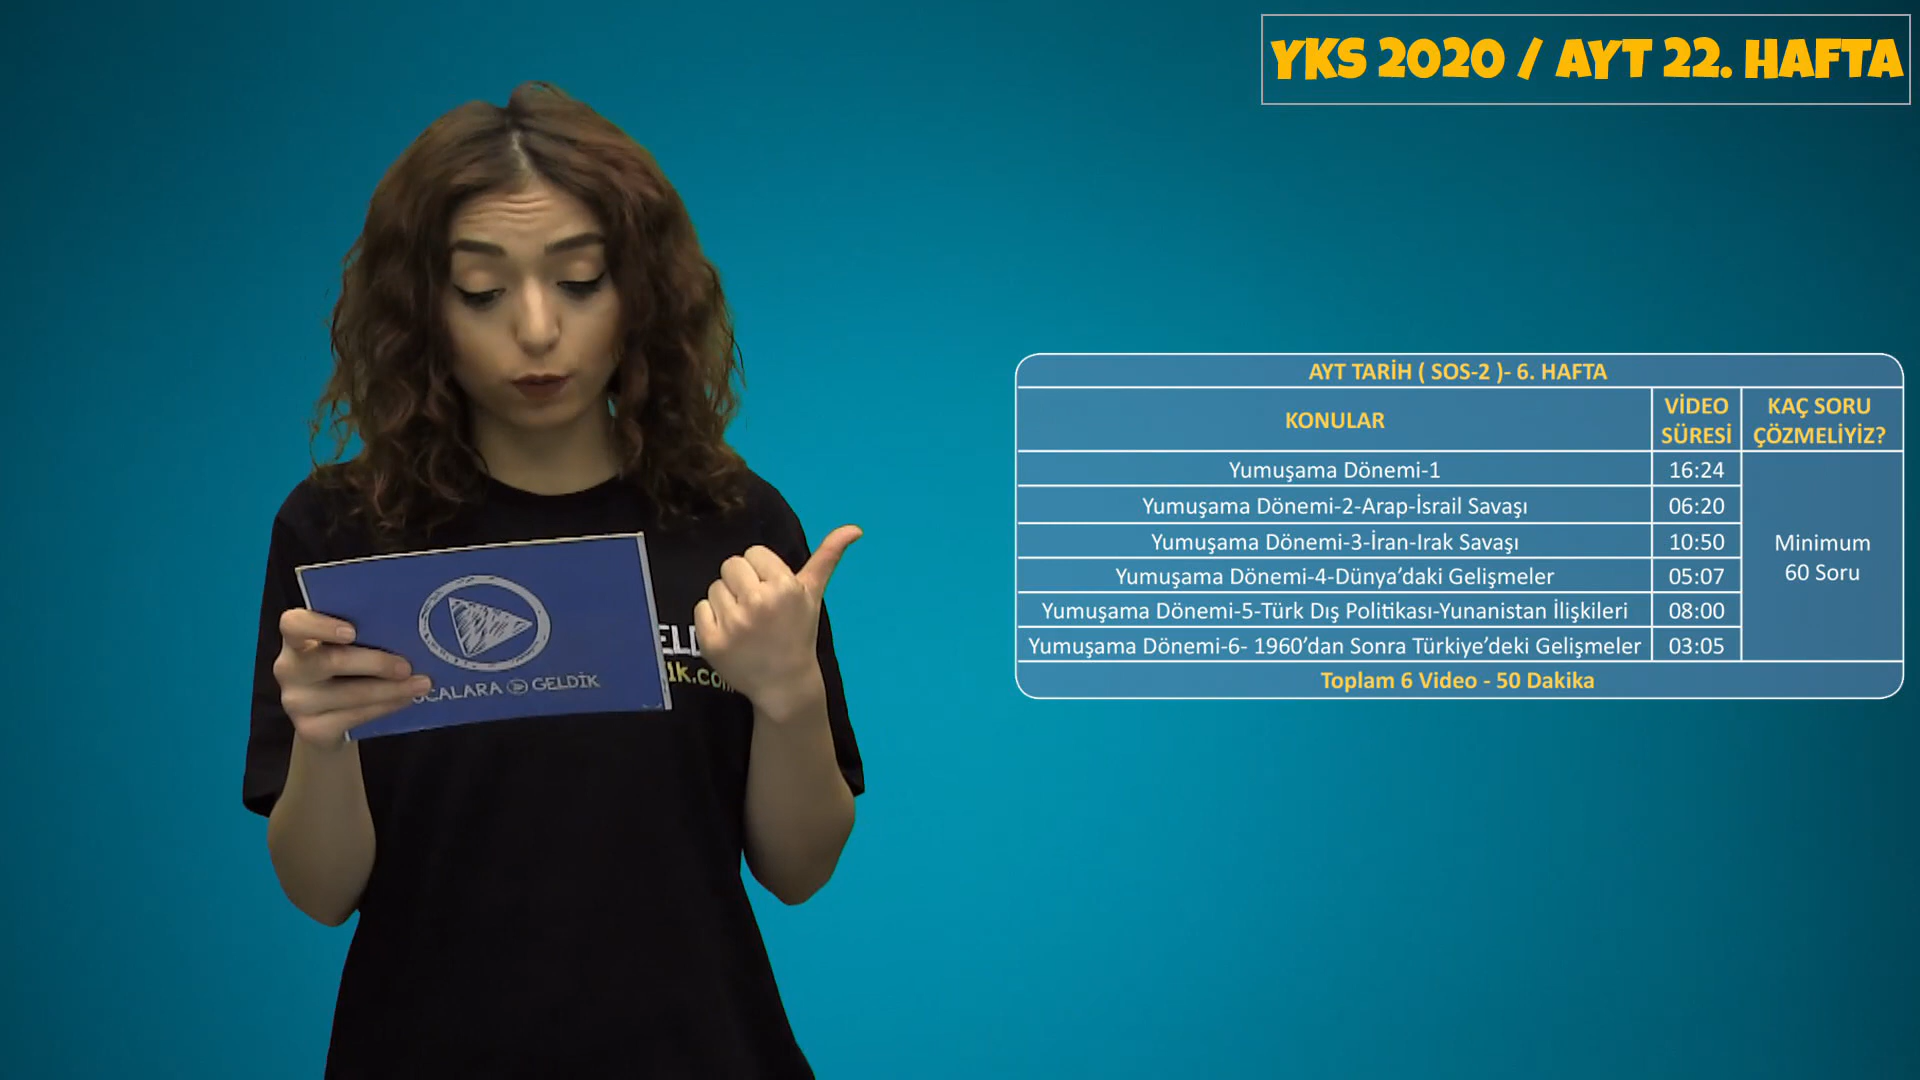 YKS 2020 / AYT 22. HAFTA
AYT TARİH ( SOS-2 )- 6. HAFTA
KONULAR
VİDEO SÜRESİ
KAÇ SORU ÇÖZMELİYİZ?
Yumuşama Dönemi-1 16:24
Yumuşama Dönemi-2-Arap-İsrail Savaşı 06:20
Yumuşama Dönemi-3-İran-Irak Savaşı 10:50
Yumuşama Dönemi-4-Dünya’daki Gelişmeler 05:07
Yumuşama Dönemi-5-Türk Dış Politikası-Yunanistan İlişkileri 08:00
Yumuşama Dönemi-6- 1960’dan Sonra Türkiye’deki Gelişmeler 03:05
Minimum
60 Soru
Toplam 6 Video - 50 Dakika
GELDİK